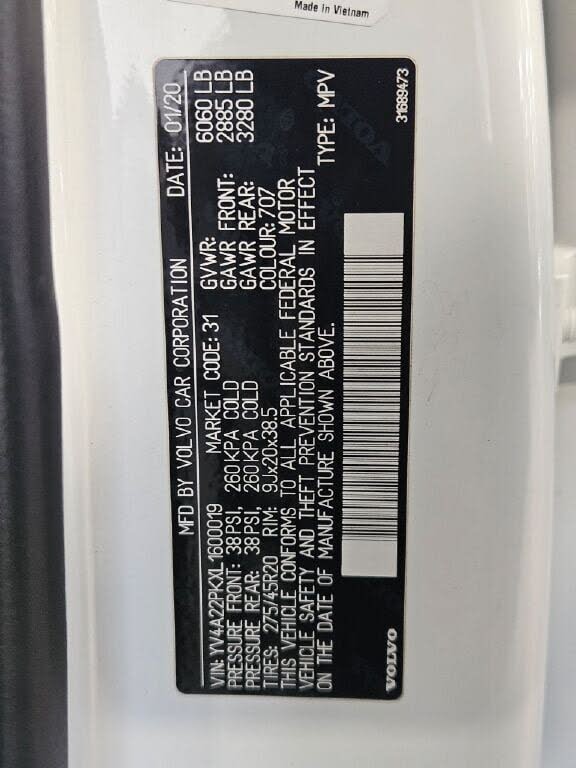 Made in Vietnam
MFD BY VOLVO CAR CORPORATION DATE: 01/20
VIN: YV4A22PKXL1600019 MARKET CODE: 31 GVWR: 6060 LB
PRESSURE FRONT: 38PSI, 260KPA COLD GAWR FRONT: 2885 LB
PRESSURE REAR: 38PSI, 260KPA COLD GAWR REAR: 3280 LB
TIRES: 275/45R20 RIM: 9Jx20x38.5 COLOUR: 707
THIS VEHICLE CONFORMS TO ALL APPLICABLE FEDERAL MOTOR
VEHICLE SAFETY AND THEFT PREVENTION STANDARDS IN EFFECT
ON THE DATE OF MANUFACTURE SHOWN ABOVE. TYPE: MPV
VOLVO 31689473